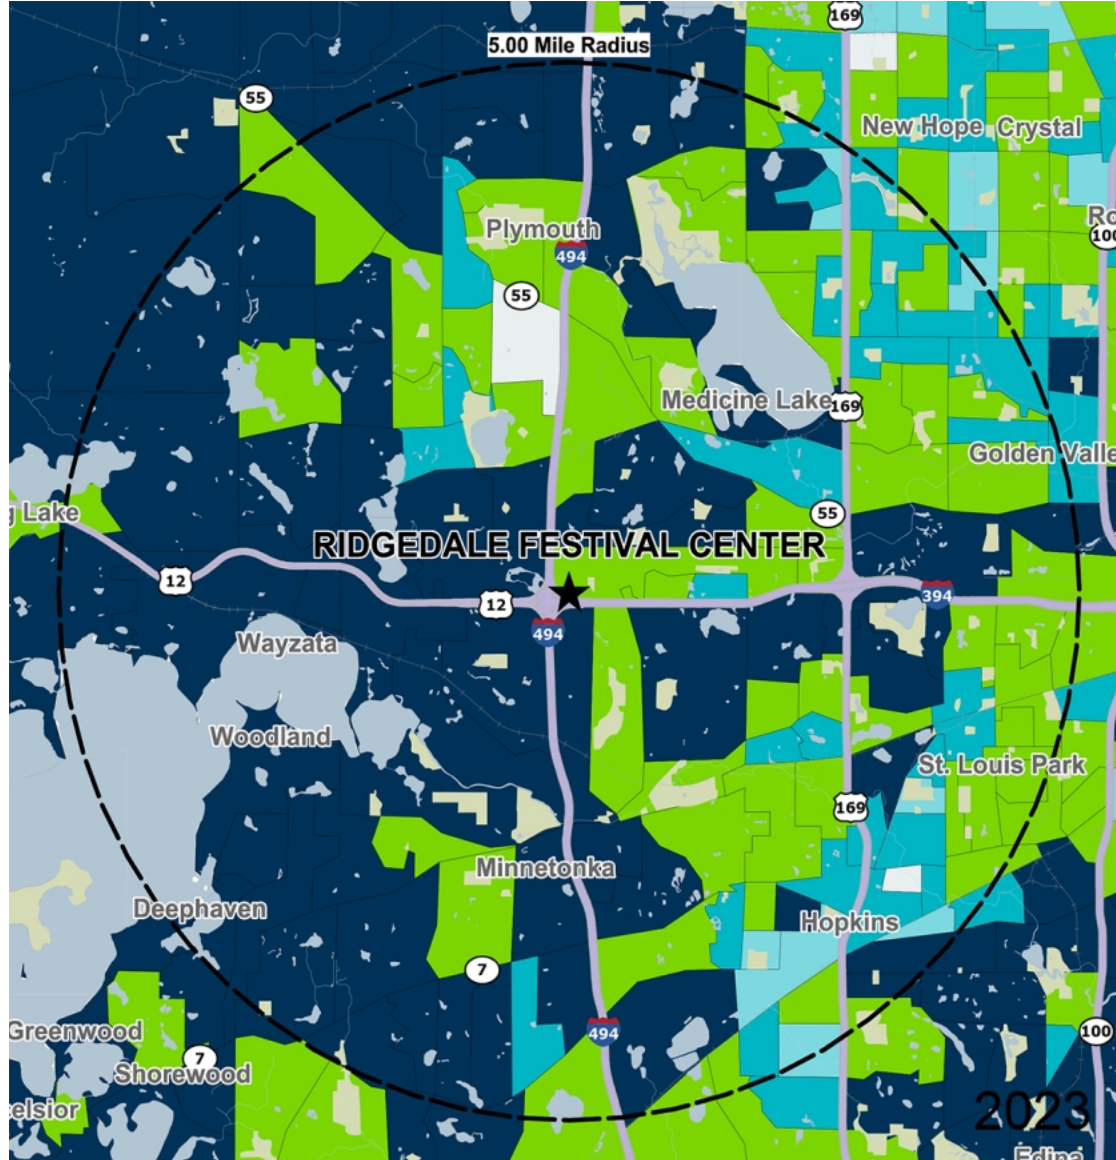 169
5.00 Mile Radius
55
New Hope
Crystal
Plymouth
494
100
55
Medicine Lake
169
Golden Valle
g Lake
55
RIDGEDALE FESTIVAL CENTER
12
12
394
494
Wayzata
Woodland
St. Louis Park
169
Minnetonka
Deephaven
Hopkins
7
Greenwood
494
100
7
Shorewood
celsior
2023
Edina